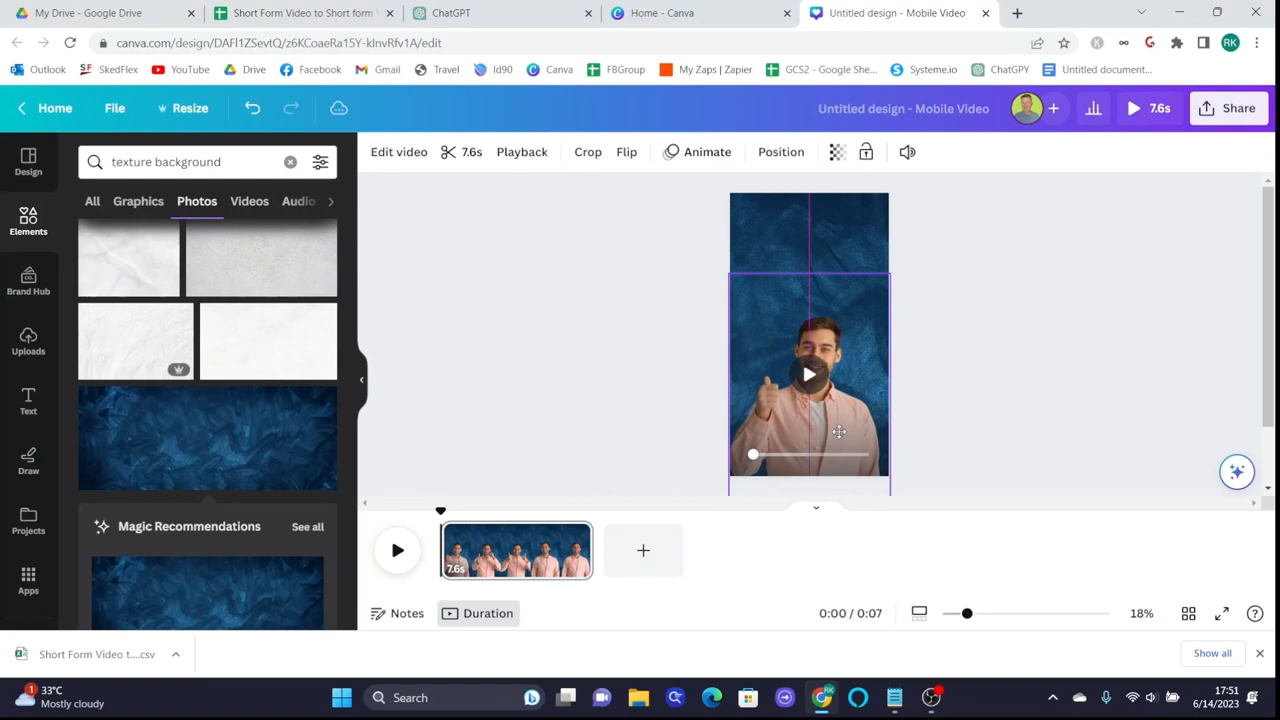 My Drive - Google Drive
Short Form Video to Short form V
ChatGPT
Home - Canva
Untitled design - Mobile Video
canva.com/design/DAFl1ZSevtQ/z6KCoaeRa15Y-kInvRfv1A/edit
RK
Outlook
SkedFlex
YouTube
Drive
Facebook
Gmail
Travel
Id90
Canva
FBGroup
My Zaps | Zapier
GCS2 - Google She...
Systeme.io
ChatGPY
Untitled document...
Home
File
Resize
Untitled design - Mobile Video
7.6s
Share
Design
Elements
Brand Hub
Uploads
Text
Draw
Projects
Apps
texture background
All
Graphics
Photos
Videos
Audio
Magic Recommendations
See all
Edit video
7.6s
Playback
Crop
Flip
Animate
Position
7.6s
Notes
Duration
0:00 / 0:07
18%
Short Form Video t....csv
Show all
1
33°C
Mostly cloudy
Search
RK
17:51
6/14/2023